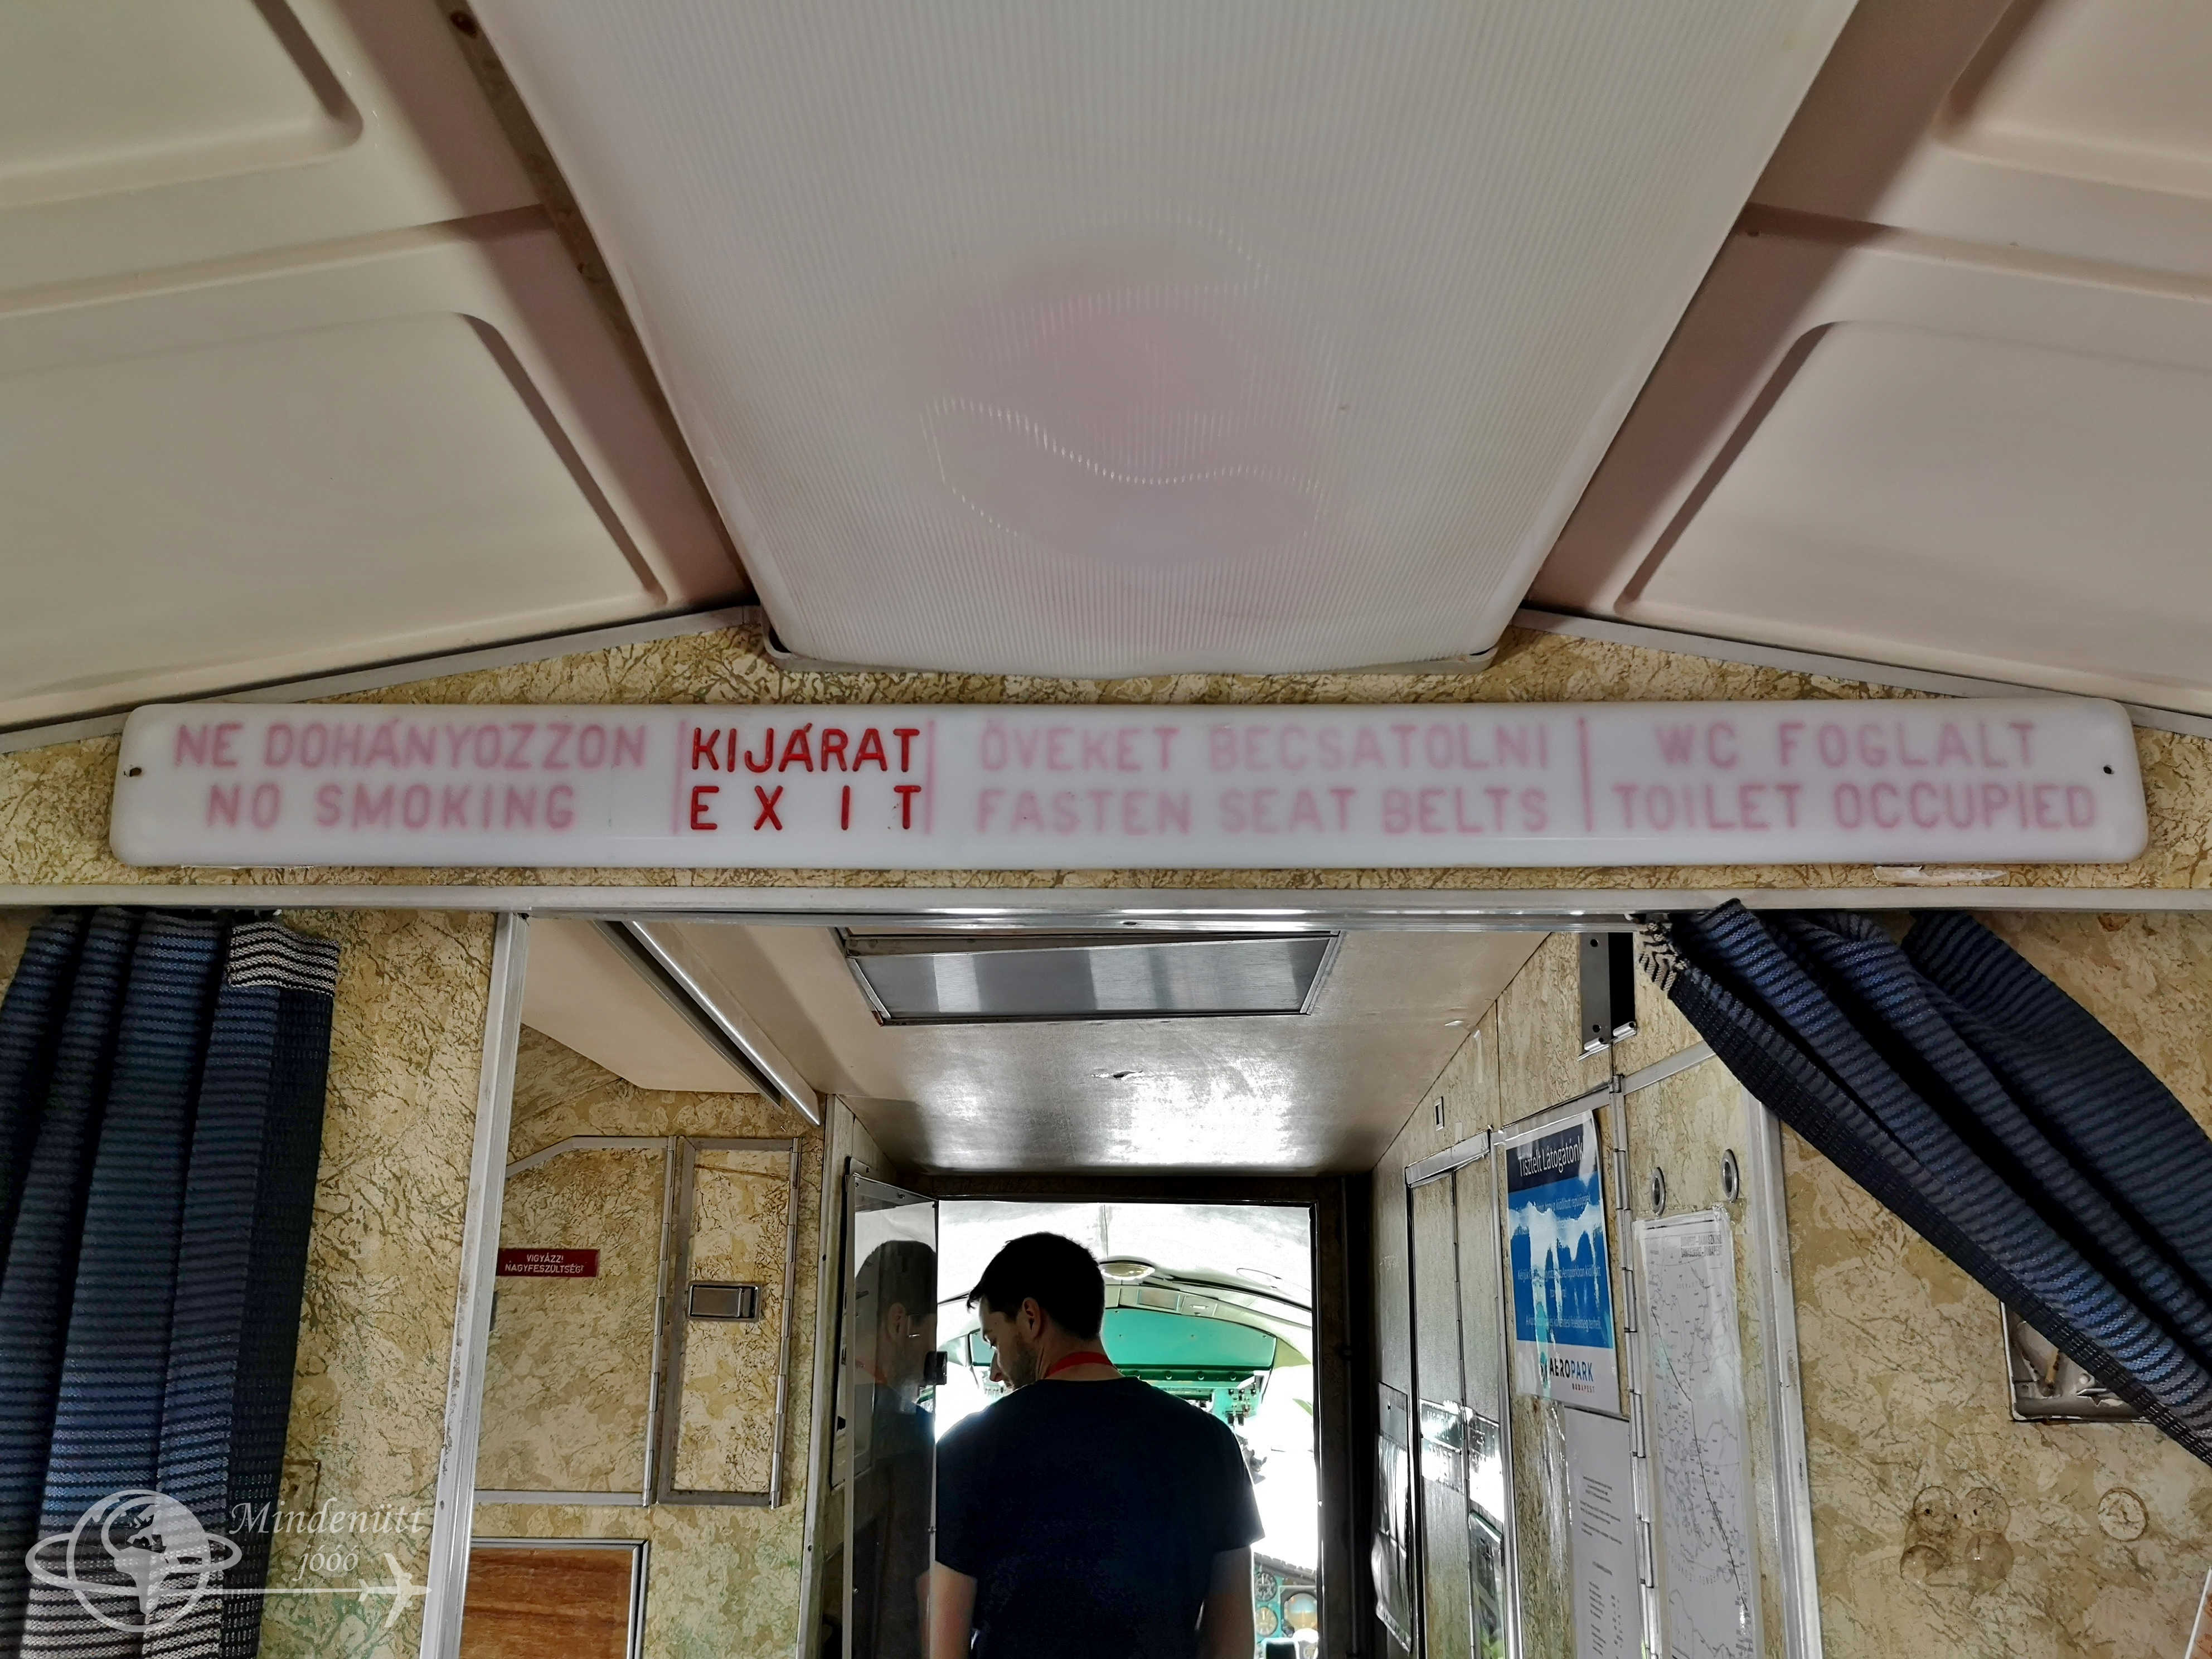 NE DOHÁNYOZZON
NO SMOKING
KIJÁRAT
EXIT
ÖVEKET BECSATOLNI
FASTEN SEAT BELTS
WC FOGLALT
TOILET OCCUPIED
VIGYÁZZ!
NAGYFESZÜLTSÉG!
Tisztelt Látogatónk
AEROPARK
BUDAPEST
Mindenütt
jóóó